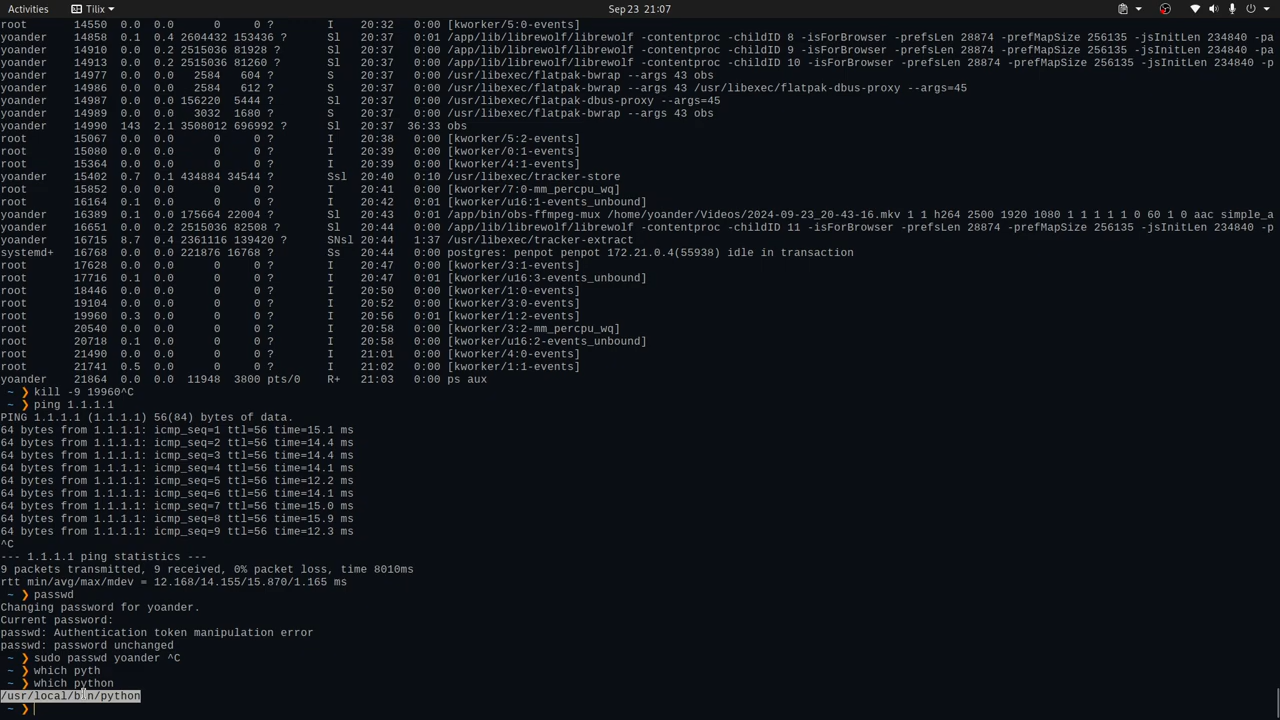 Activities Tilix Sep 23 21:07
root 14550 0.0 0.0 0 0 ? I 20:32 0:00 [kworker/5:0-events]
yoander 14858 0.1 0.4 2604432 153436 ? Sl 20:37 0:01 /app/lib/librewolf/librewolf -contentproc -childID 8 -isForBrowser -prefsLen 28874 -prefMapSize 256135 -jsInitLen 234840 -pa
yoander 14910 0.0 0.2 2515036 81928 ? Sl 20:37 0:00 /app/lib/librewolf/librewolf -contentproc -childID 9 -isForBrowser -prefsLen 28874 -prefMapSize 256135 -jsInitLen 234840 -pa
yoander 14913 0.0 0.2 2515036 81260 ? Sl 20:37 0:00 /app/lib/librewolf/librewolf -contentproc -childID 10 -isForBrowser -prefsLen 28874 -prefMapSize 256135 -jsInitLen 234840 -p
yoander 14977 0.0 0.0 2584 604 ? S 20:37 0:00 /usr/libexec/flatpak-bwrap --args 43 obs
yoander 14986 0.0 0.0 2584 612 ? S 20:37 0:00 /usr/libexec/flatpak-bwrap --args 43 /usr/libexec/flatpak-dbus-proxy --args=45
yoander 14987 0.0 0.0 156220 5444 ? Sl 20:37 0:00 /usr/libexec/flatpak-dbus-proxy --args=45
yoander 14989 0.0 0.0 3032 1680 ? S 20:37 0:00 /usr/libexec/flatpak-bwrap --args 43 obs
yoander 14990 143 2.1 3508012 696992 ? Sl 20:37 36:33 obs
root 15067 0.0 0.0 0 0 ? I 20:38 0:00 [kworker/5:2-events]
root 15080 0.0 0.0 0 0 ? I 20:39 0:00 [kworker/0:1-events]
root 15364 0.0 0.0 0 0 ? I 20:39 0:00 [kworker/4:1-events]
yoander 15402 0.7 0.1 434884 34544 ? Ssl 20:40 0:10 /usr/libexec/tracker-store
root 15852 0.0 0.0 0 0 ? I 20:41 0:00 [kworker/7:0-mm_percpu_wq]
root 16164 0.1 0.0 0 0 ? I 20:42 0:01 [kworker/u16:1-events_unbound]
yoander 16389 0.1 0.0 175664 22004 ? Sl 20:43 0:01 /app/bin/obs-ffmpeg-mux /home/yoander/Videos/2024-09-23_20-43-16.mkv 1 1 h264 2500 1920 1080 1 1 1 1 1 0 60 1 0 aac simple_a
yoander 16651 0.0 0.2 2515036 82508 ? Sl 20:44 0:00 /app/lib/librewolf/librewolf -contentproc -childID 11 -isForBrowser -prefsLen 28874 -prefMapSize 256135 -jsInitLen 234840 -p
yoander 16715 8.7 0.4 2361116 139420 ? SNsl 20:44 1:37 /usr/libexec/tracker-extract
systemd+ 16768 0.0 0.0 221876 16768 ? Ss 20:44 0:00 postgres: penpot penpot 172.21.0.4(55938) idle in transaction
root 17628 0.0 0.0 0 0 ? I 20:47 0:00 [kworker/3:1-events]
root 17716 0.1 0.0 0 0 ? I 20:47 0:01 [kworker/u16:3-events_unbound]
root 18446 0.0 0.0 0 0 ? I 20:50 0:00 [kworker/1:0-events]
root 19104 0.0 0.0 0 0 ? I 20:52 0:00 [kworker/3:0-events]
root 19960 0.3 0.0 0 0 ? I 20:56 0:01 [kworker/1:2-events]
root 20540 0.0 0.0 0 0 ? I 20:58 0:00 [kworker/3:2-mm_percpu_wq]
root 20718 0.1 0.0 0 0 ? I 20:58 0:00 [kworker/u16:2-events_unbound]
root 21490 0.0 0.0 0 0 ? I 21:01 0:00 [kworker/4:0-events]
root 21741 0.5 0.0 0 0 ? I 21:02 0:00 [kworker/1:1-events]
yoander 21864 0.0 0.0 11948 3800 pts/0 R+ 21:03 0:00 ps aux
~ ❯ kill -9 19960^C
~ ❯ ping 1.1.1.1
PING 1.1.1.1 (1.1.1.1) 56(84) bytes of data.
64 bytes from 1.1.1.1: icmp_seq=1 ttl=56 time=15.1 ms
64 bytes from 1.1.1.1: icmp_seq=2 ttl=56 time=14.4 ms
64 bytes from 1.1.1.1: icmp_seq=3 ttl=56 time=14.4 ms
64 bytes from 1.1.1.1: icmp_seq=4 ttl=56 time=14.1 ms
64 bytes from 1.1.1.1: icmp_seq=5 ttl=56 time=12.2 ms
64 bytes from 1.1.1.1: icmp_seq=6 ttl=56 time=14.1 ms
64 bytes from 1.1.1.1: icmp_seq=7 ttl=56 time=15.0 ms
64 bytes from 1.1.1.1: icmp_seq=8 ttl=56 time=15.9 ms
64 bytes from 1.1.1.1: icmp_seq=9 ttl=56 time=12.3 ms
^C
--- 1.1.1.1 ping statistics ---
9 packets transmitted, 9 received, 0% packet loss, time 8010ms
rtt min/avg/max/mdev = 12.168/14.155/15.870/1.165 ms
~ ❯ passwd
Changing password for yoander.
Current password:
passwd: Authentication token manipulation error
passwd: password unchanged
~ ❯ sudo passwd yoander ^C
~ ❯ which pyth
~ ❯ which python
/usr/local/bin/python
~ ❯